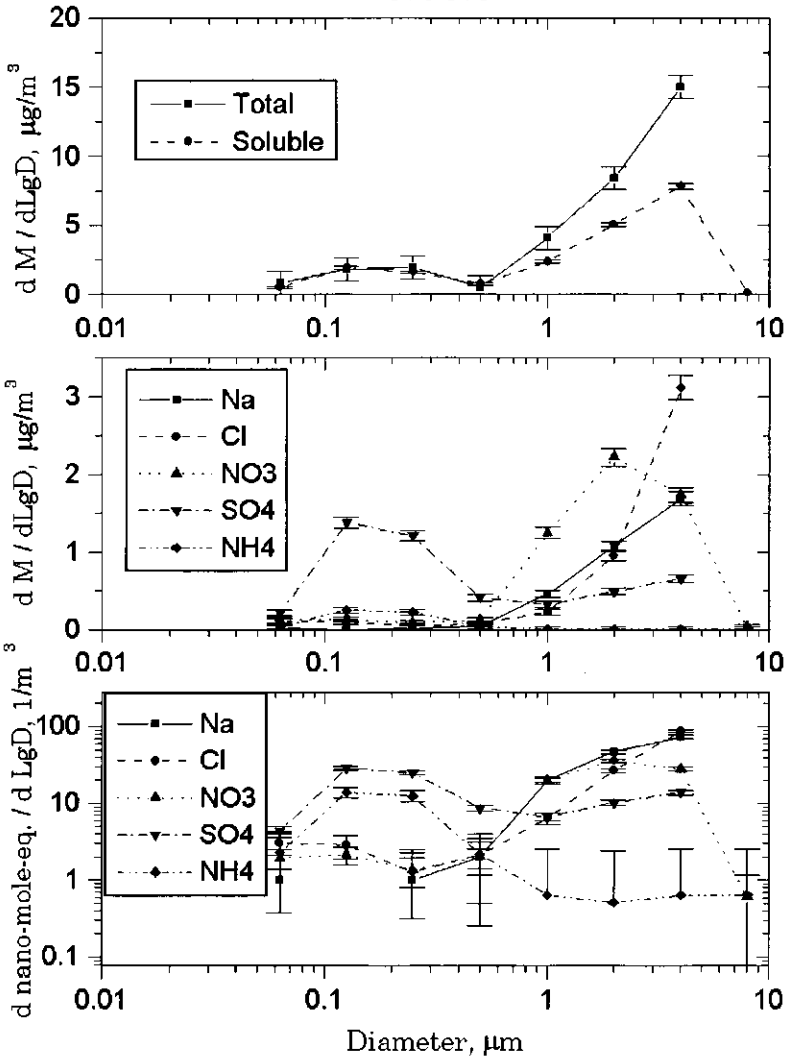 20
15
10
5
0
d M / dLgD, μg/m³
Total
Soluble
0.01
0.1
1
10
3
2
1
0
d M / dLgD, μg/m³
Na
Cl
NO3
SO4
NH4
0.01
0.1
1
10
100
10
1
0.1
d nano-mole-eq. / d LgD, 1/m³
Na
Cl
NO3
SO4
NH4
0.01
0.1
1
10
Diameter, μm